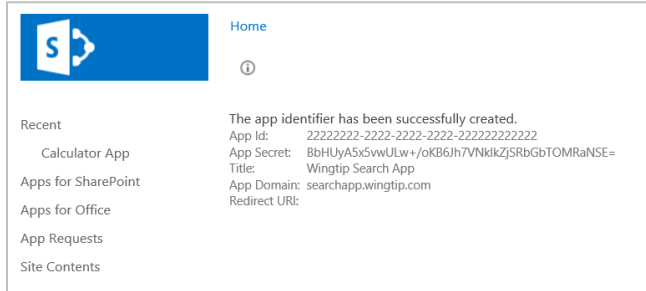 S
Home
Recent
Calculator App
Apps for SharePoint
Apps for Office
App Requests
Site Contents
The app identifier has been successfully created.
App Id: 22222222-2222-2222-2222-222222222222
App Secret: BbHUyA5x5vwULw+/oKB6Jh7VNkIkZjSRbGbTOMRaNSE=
Title: Wingtip Search App
App Domain: searchapp.wingtip.com
Redirect URI: